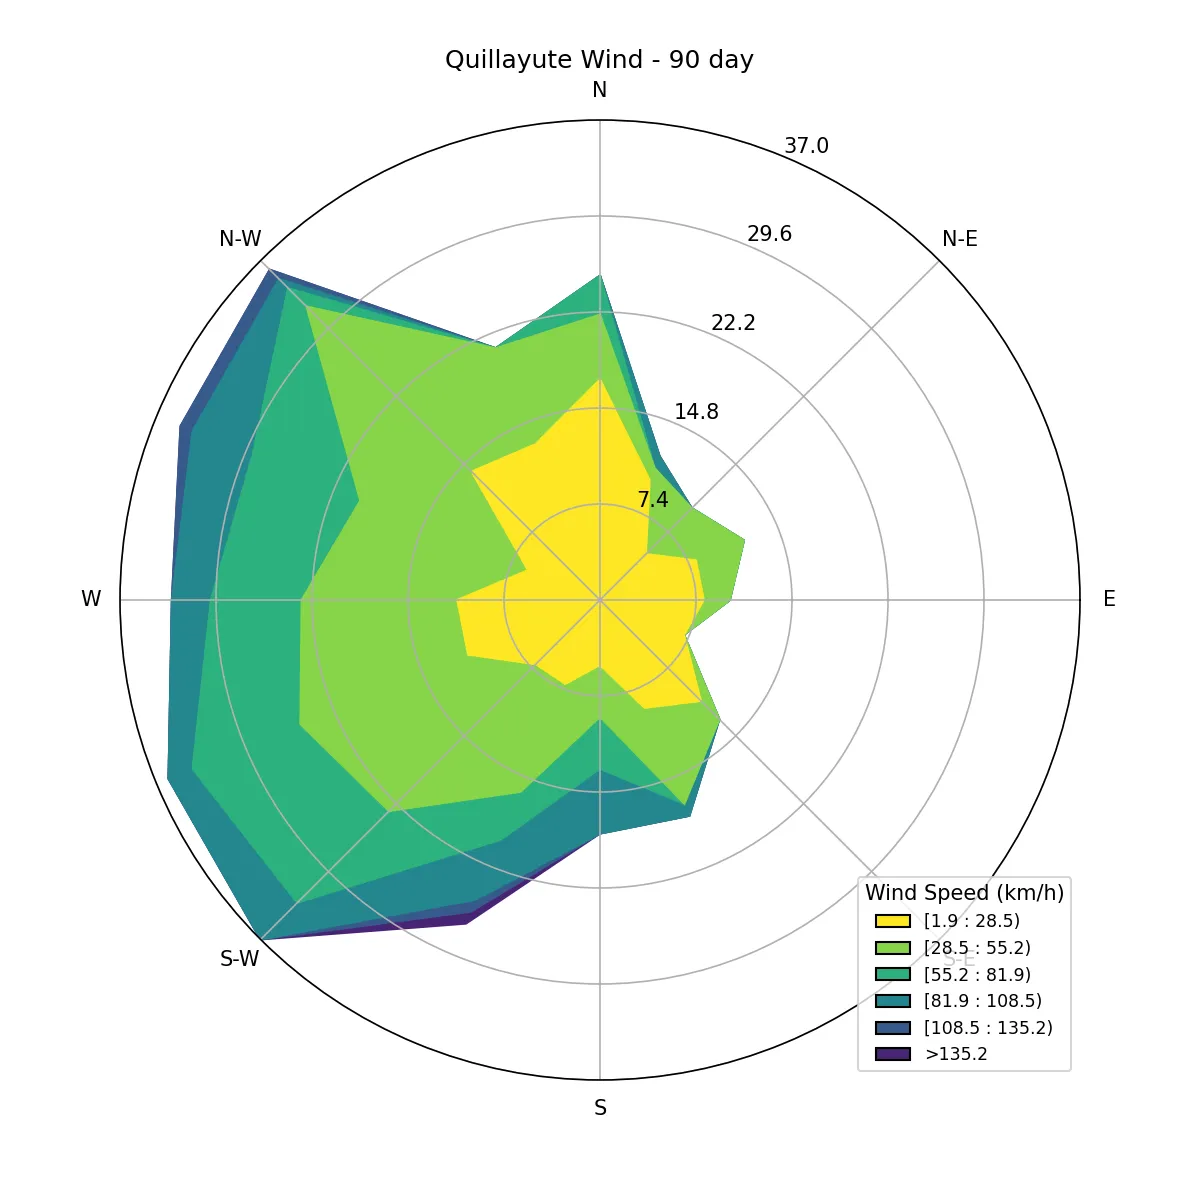 Quillayute Wind - 90 day
N
37.0
29.6
N-W
N-E
22.2
14.8
7.4
W
E
S-W
S-E
S
Wind Speed (km/h)
[1.9 : 28.5)
[28.5 : 55.2)
[55.2 : 81.9)
[81.9 : 108.5)
[108.5 : 135.2)
>135.2